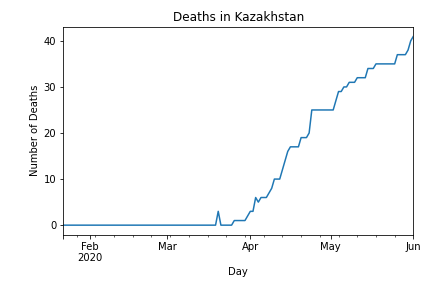 Deaths in Kazakhstan
40
30
20
10
0
Number of Deaths
Feb
2020
Mar
Apr
May
Jun
Day